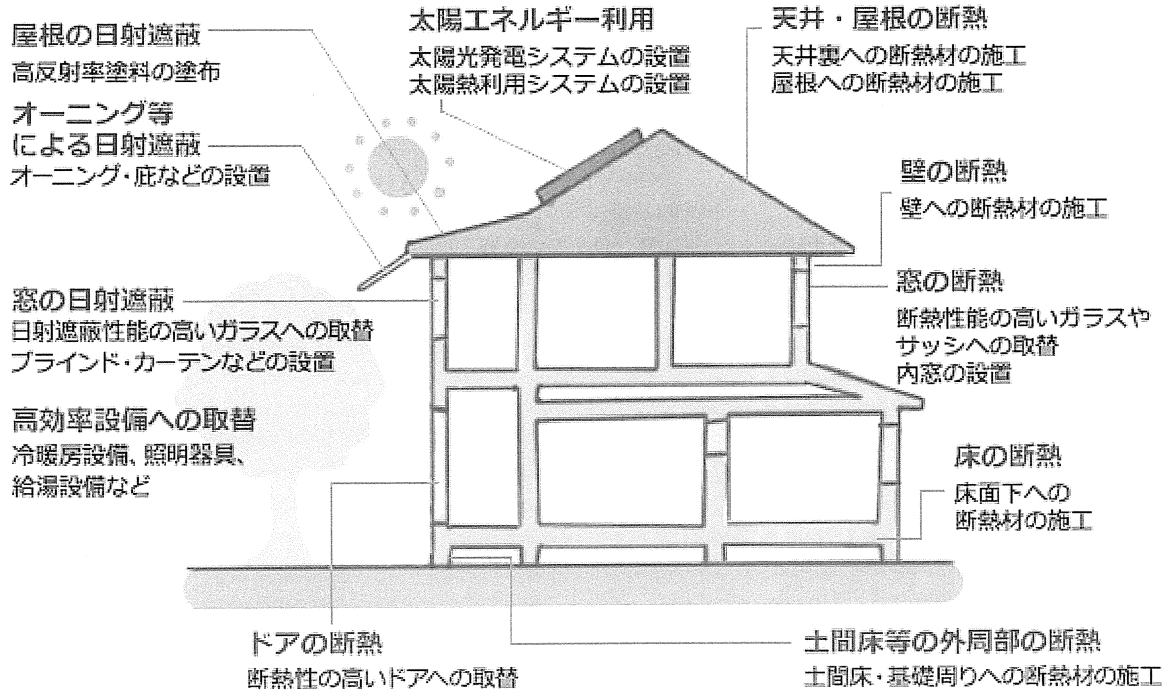 屋根の日射遮蔽
高反射率塗料の塗布
オーニング等
による日射遮蔽
オーニング・庇などの設置
太陽エネルギー利用
太陽光発電システムの設置
太陽熱利用システムの設置
天井・屋根の断熱
天井裏への断熱材の施工
屋根への断熱材の施工
壁の断熱
壁への断熱材の施工
窓の日射遮蔽
日射遮蔽性能の高いガラスへの取替
ブラインド・カーテンなどの設置
窓の断熱
断熱性能の高いガラスや
サッシへの取替
内窓の設置
高効率設備への取替
冷暖房設備、照明器具、
給湯設備など
床の断熱
床面下への
断熱材の施工
ドアの断熱
断熱性の高いドアへの取替
土間床等の外周部の断熱
土間床・基礎周りへの断熱材の施工